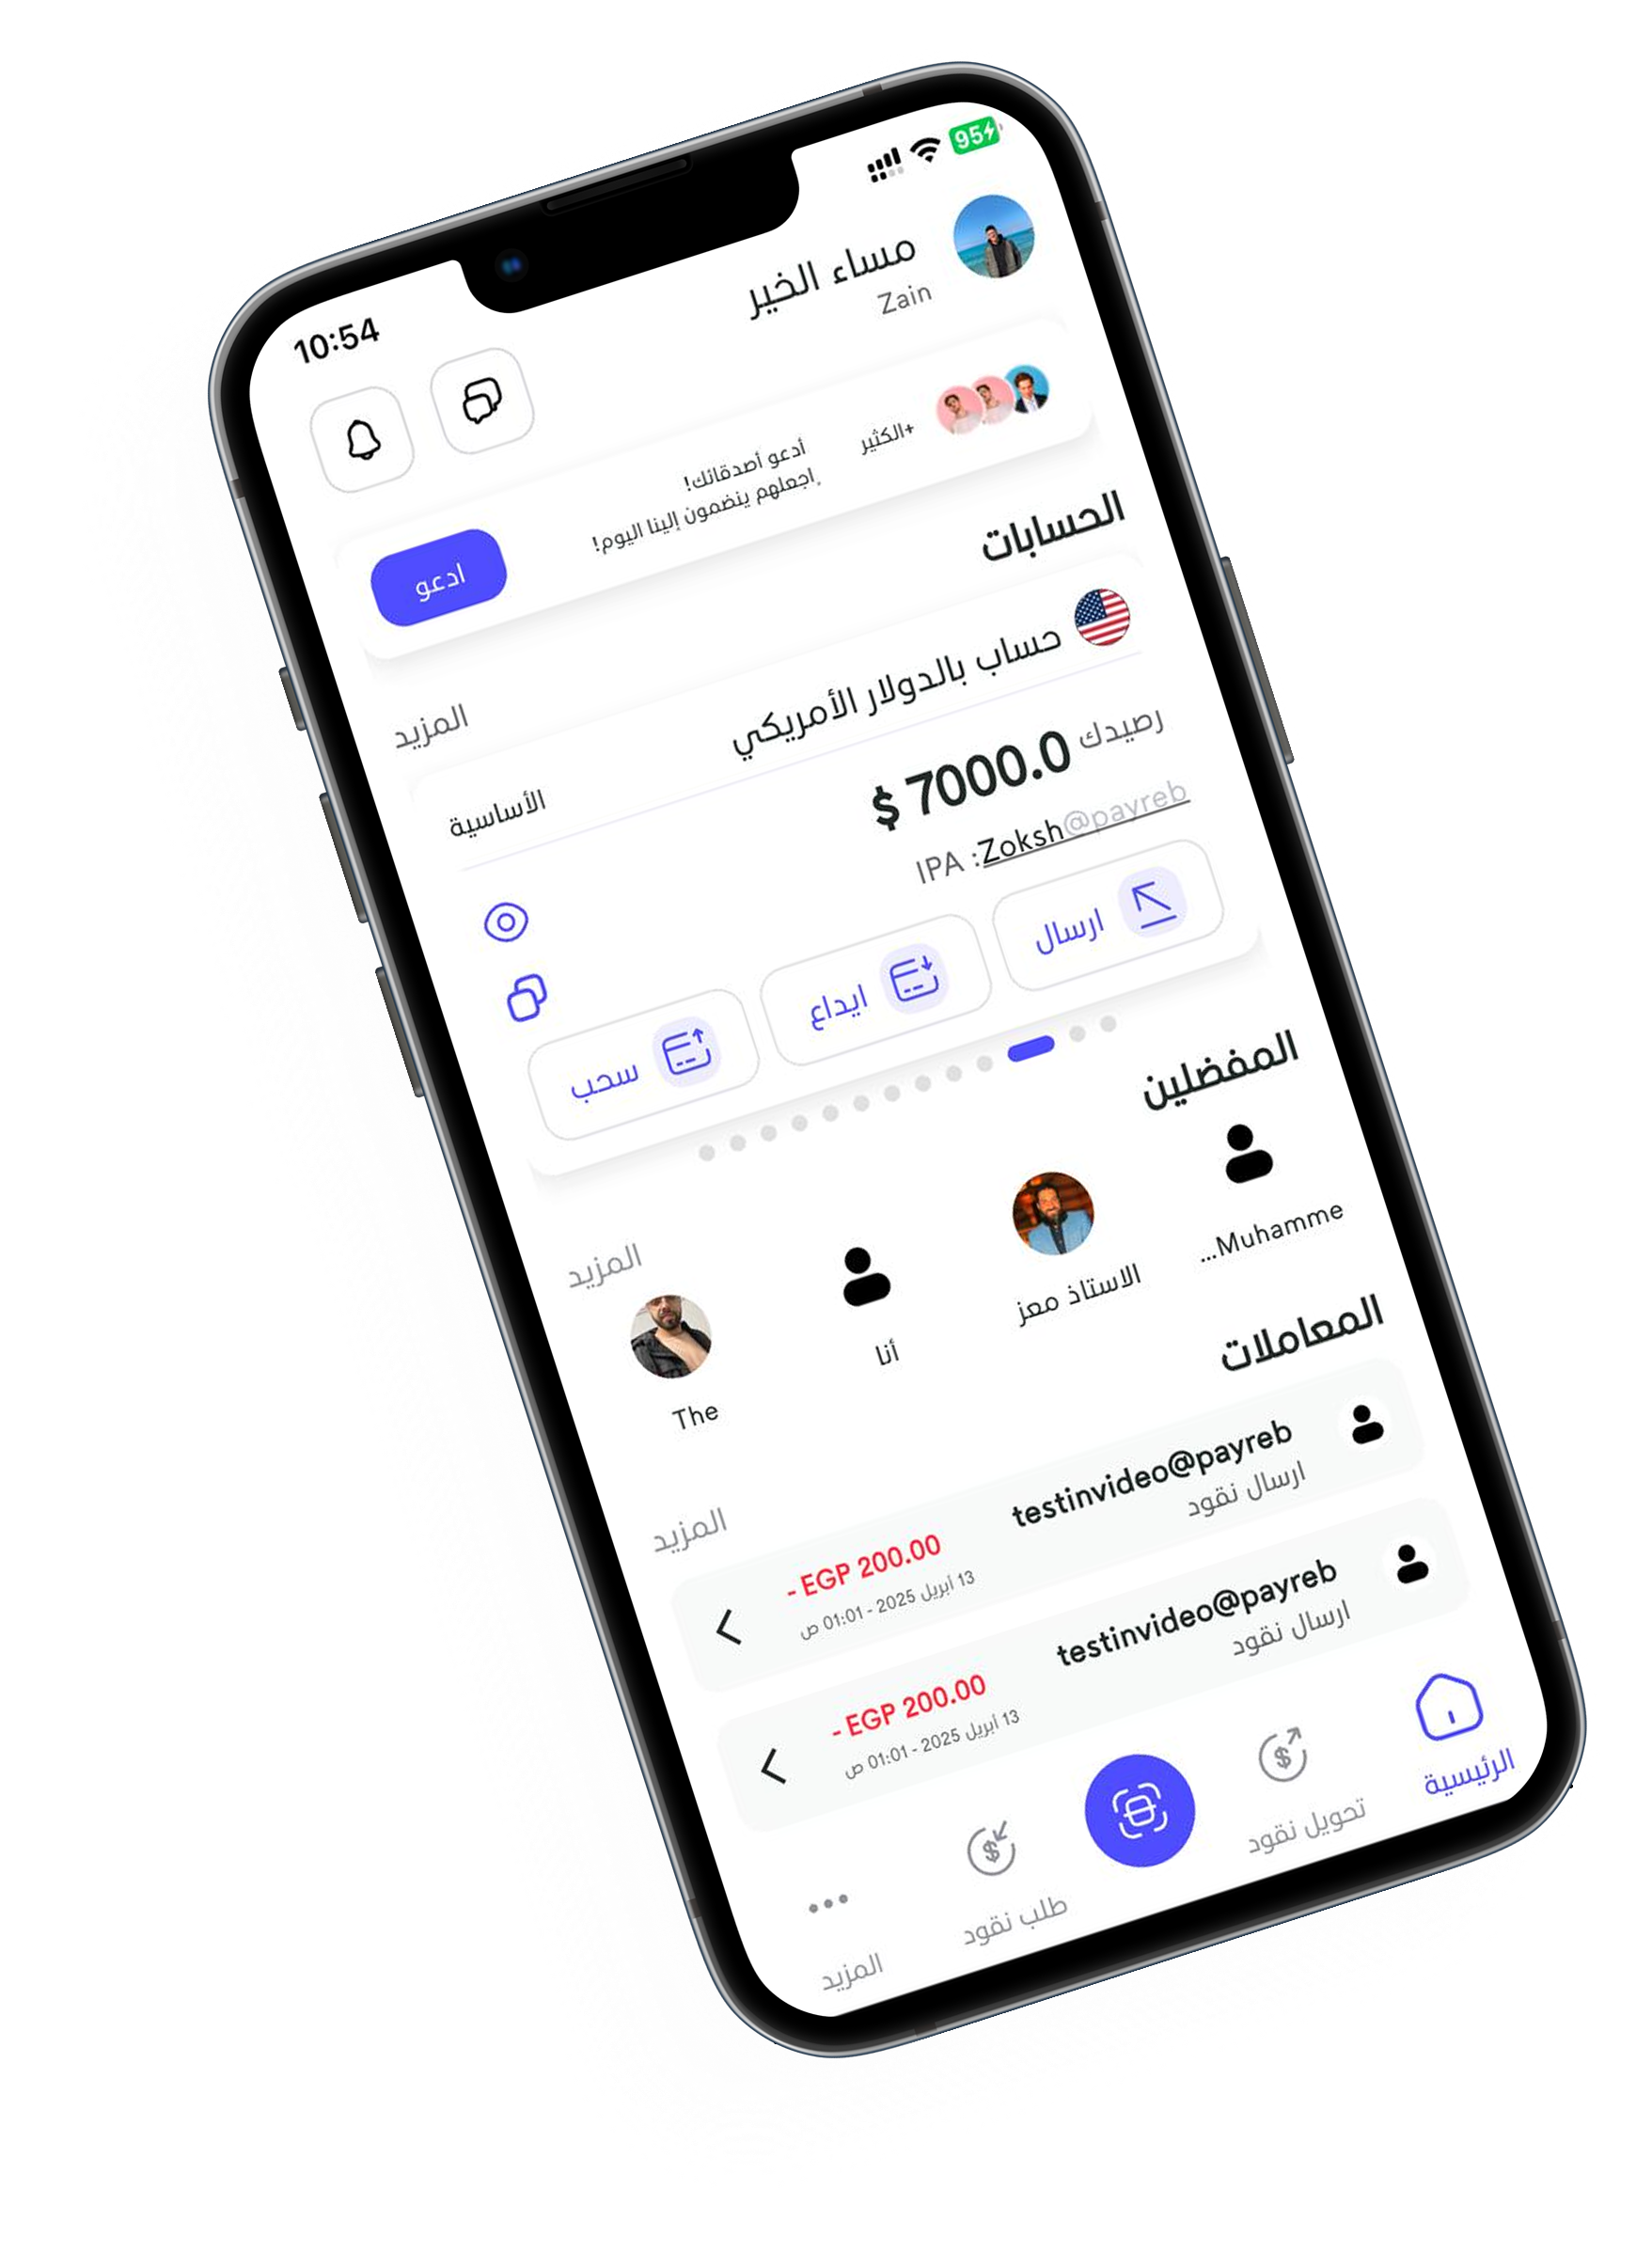 10:54
95
مساء الخير
Zain
+الكثير
أدعو أصدقائك!
اجعلهم ينضمون إلينا اليوم!
ادعو
الحسابات
المزيد
حساب بالدولار الأمريكي
الأساسية
رصيدك 7000.0 $
IPA :Zoksh@payreb
ارسال
ايداع
سحب
المفضلين
المزيد
Muhamme...
الاستاذ معز
أنا
The
المعاملات
المزيد
testinvideo@payreb
ارسال نقود
- EGP 200.00
13 أبريل 2025 - 01:01 ص
testinvideo@payreb
ارسال نقود
- EGP 200.00
13 أبريل 2025 - 01:01 ص
الرئيسية
تحويل نقود
طلب نقود
المزيد